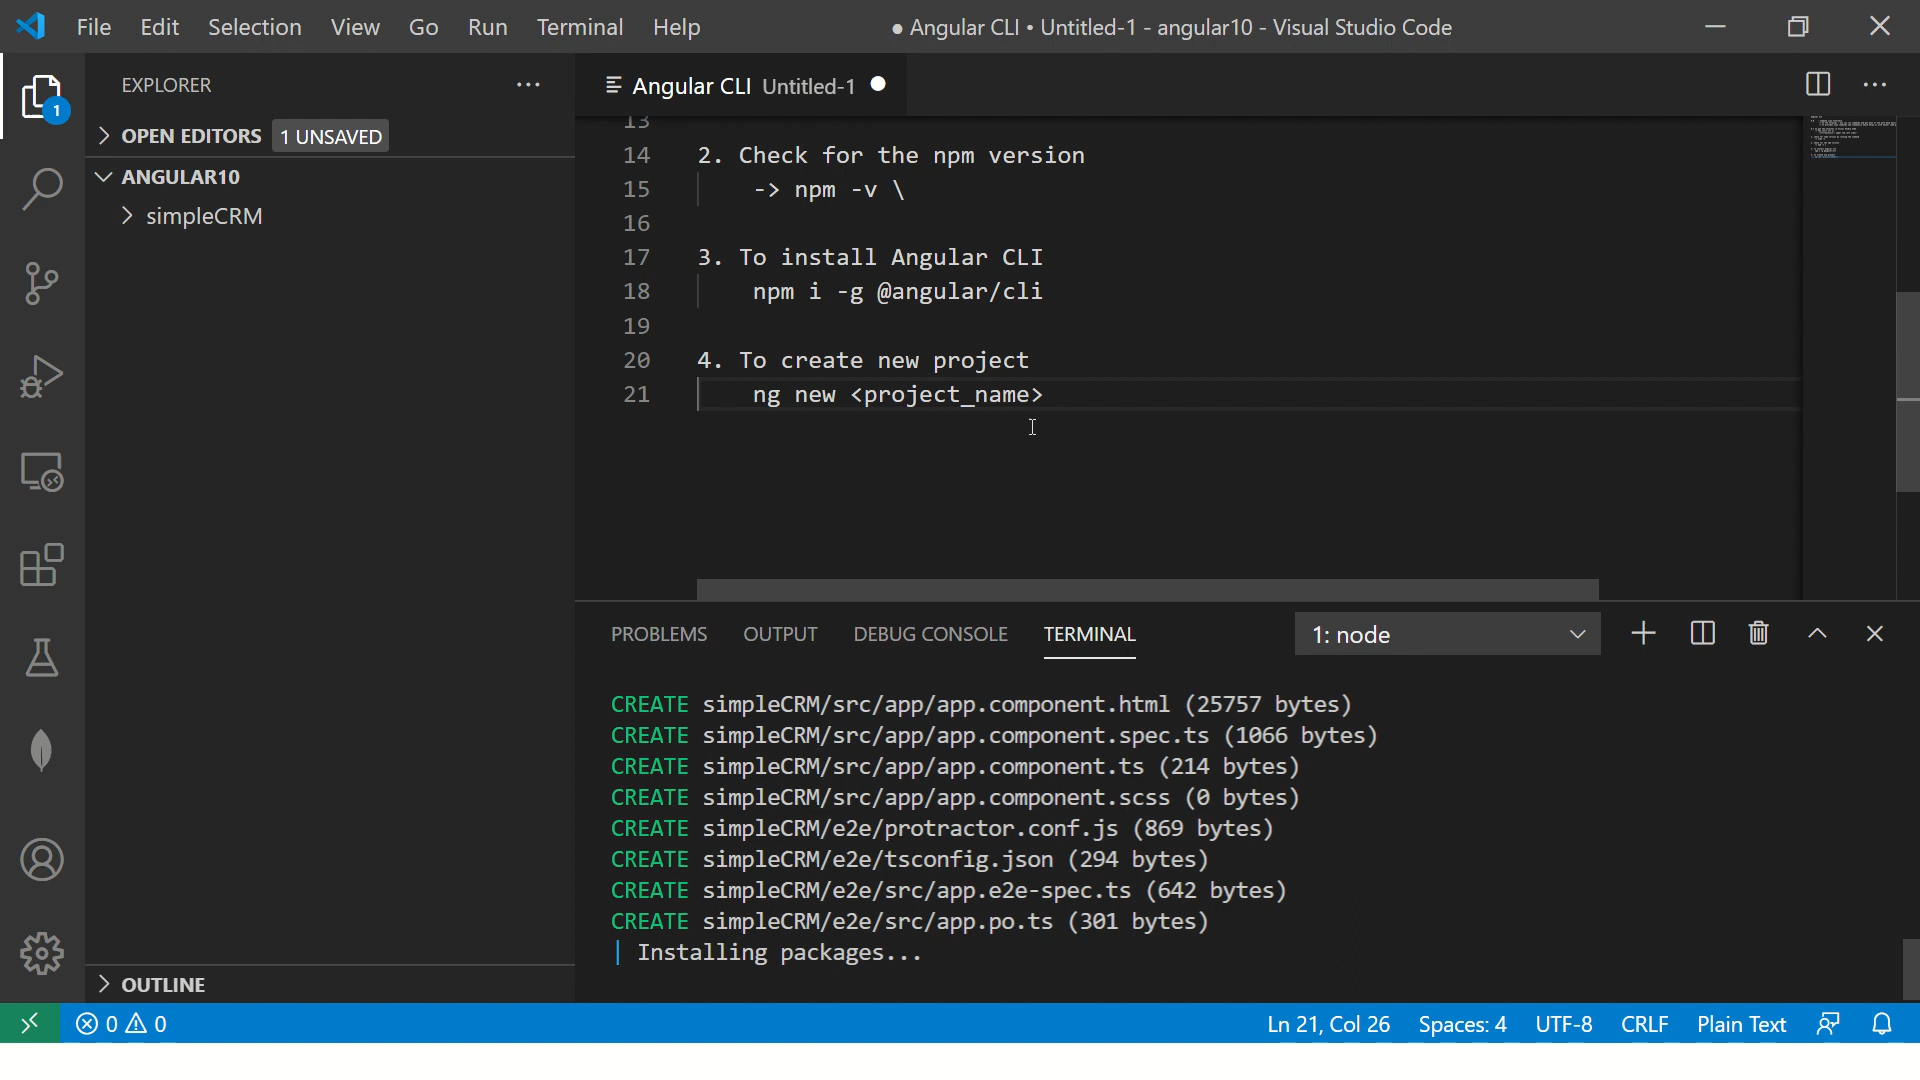 File Edit Selection View Go Run Terminal Help ● Angular CLI • Untitled-1 - angular10 - Visual Studio Code
EXPLORER
Angular CLI Untitled-1
OPEN EDITORS 1 UNSAVED
ANGULAR10
simpleCRM
1
13
14 2. Check for the npm version
15 -> npm -v \
16
17 3. To install Angular CLI
18 npm i -g @angular/cli
19
20 4. To create new project
21 ng new <project_name>
PROBLEMS OUTPUT DEBUG CONSOLE TERMINAL 1: node
CREATE simpleCRM/src/app/app.component.html (25757 bytes)
CREATE simpleCRM/src/app/app.component.spec.ts (1066 bytes)
CREATE simpleCRM/src/app/app.component.ts (214 bytes)
CREATE simpleCRM/src/app/app.component.scss (0 bytes)
CREATE simpleCRM/e2e/protractor.conf.js (869 bytes)
CREATE simpleCRM/e2e/tsconfig.json (294 bytes)
CREATE simpleCRM/e2e/src/app.e2e-spec.ts (642 bytes)
CREATE simpleCRM/e2e/src/app.po.ts (301 bytes)
| Installing packages...
OUTLINE
0 0 Ln 21, Col 26 Spaces: 4 UTF-8 CRLF Plain Text